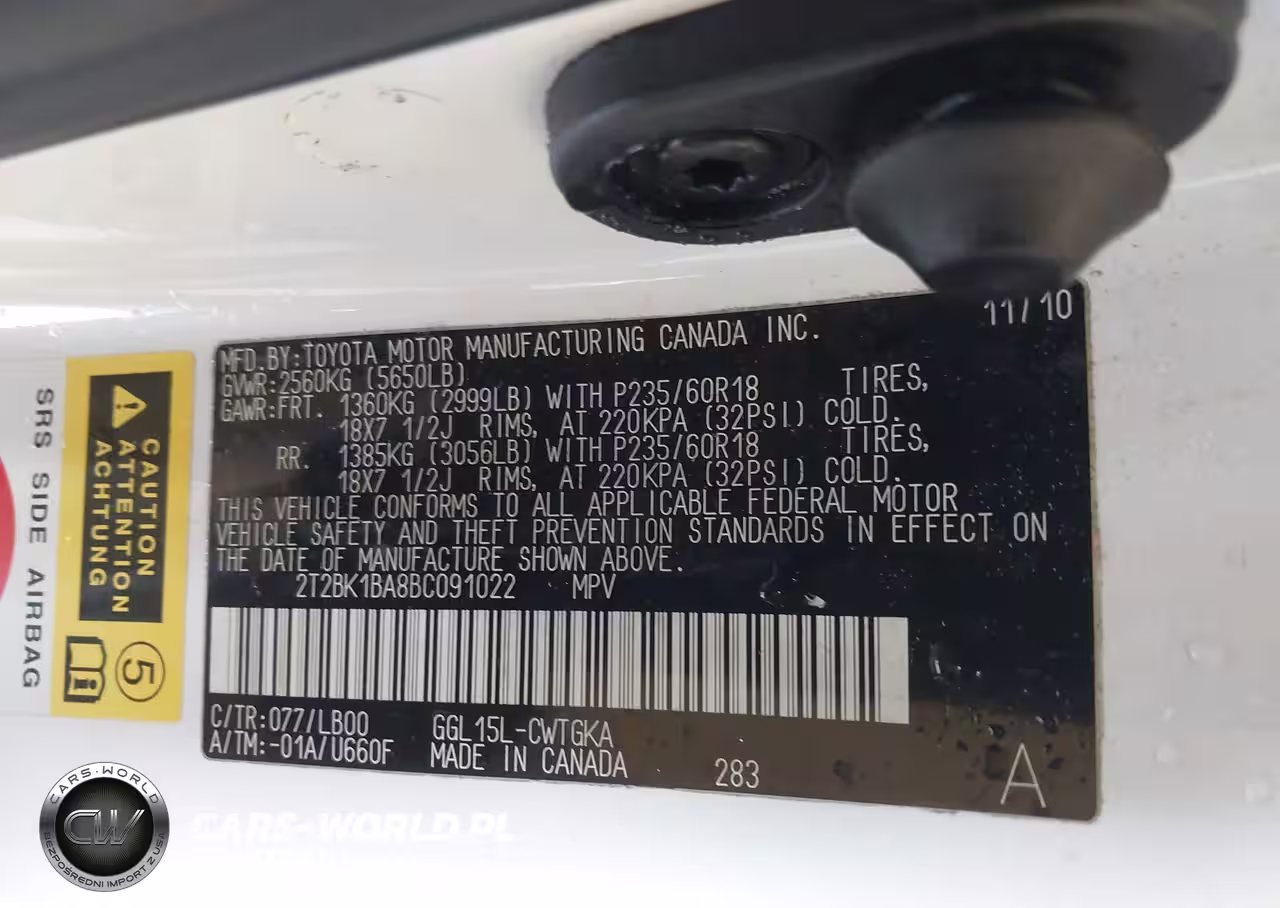 11/10
MFD.BY:TOYOTA MOTOR MANUFACTURING CANADA INC.
GVWR:2560KG (5650LB)
GAWR:FRT. 1360KG (2999LB) WITH P235/60R18 TIRES,
18X7 1/2J RIMS, AT 220KPA (32PSI) COLD.
RR. 1385KG (3056LB) WITH P235/60R18 TIRES,
18X7 1/2J RIMS, AT 220KPA (32PSI) COLD.
THIS VEHICLE CONFORMS TO ALL APPLICABLE FEDERAL MOTOR
VEHICLE SAFETY AND THEFT PREVENTION STANDARDS IN EFFECT ON
THE DATE OF MANUFACTURE SHOWN ABOVE.
2T2BK1BA8BC091022 MPV
C/TR:077/LB00 GGL15L-CWTGKA
A/TM:-01A/U660F MADE IN CANADA
283
A
CAUTION
ATTENTION
ACHTUNG
5
SRS SIDE AIRBAG
CARS-WORLD
CW
BEZPOŚREDNI IMPORT Z USA
CARS-WORLD.PL